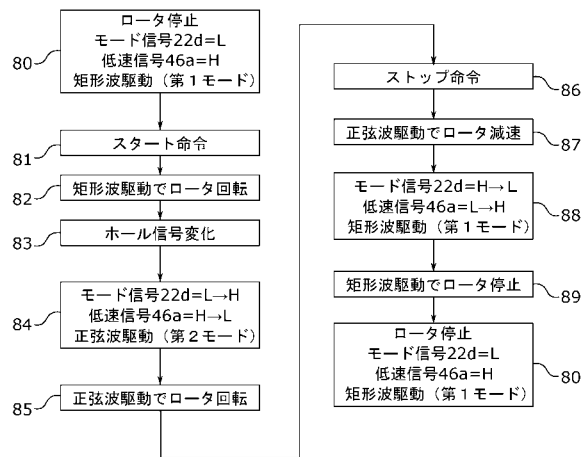 80
ロータ停止
モード信号22d=L
低速信号46a=H
矩形波駆動（第1モード）
81
スタート命令
82
矩形波駆動でロータ回転
83
ホール信号変化
84
モード信号22d=L→H
低速信号46a=H→L
正弦波駆動（第2モード）
85
正弦波駆動でロータ回転
ストップ命令
86
正弦波駆動でロータ減速
87
モード信号22d=H→L
低速信号46a=L→H
矩形波駆動（第1モード）
88
矩形波駆動でロータ停止
89
ロータ停止
モード信号22d=L
低速信号46a=H
矩形波駆動（第1モード）
80